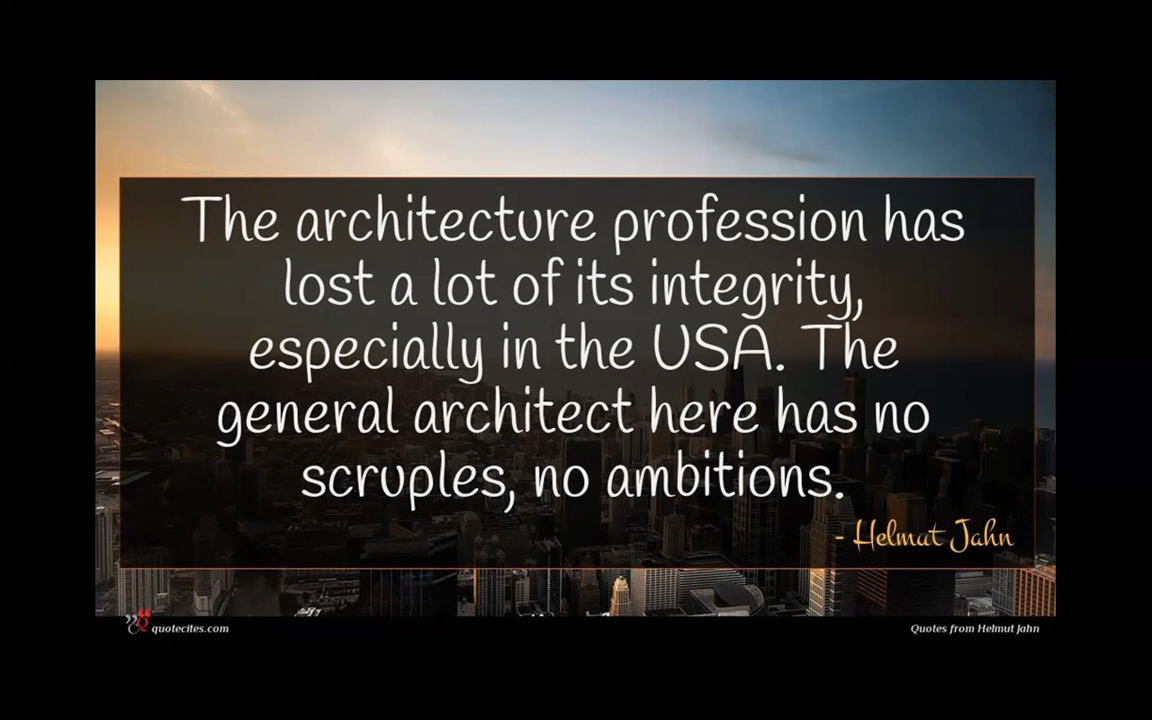 The architecture profession has
lost a lot of its integrity,
especially in the USA. The
general architect here has no
scruples, no ambitions.
- Helmut Jahn
quotecites.com
Quotes from Helmut Jahn